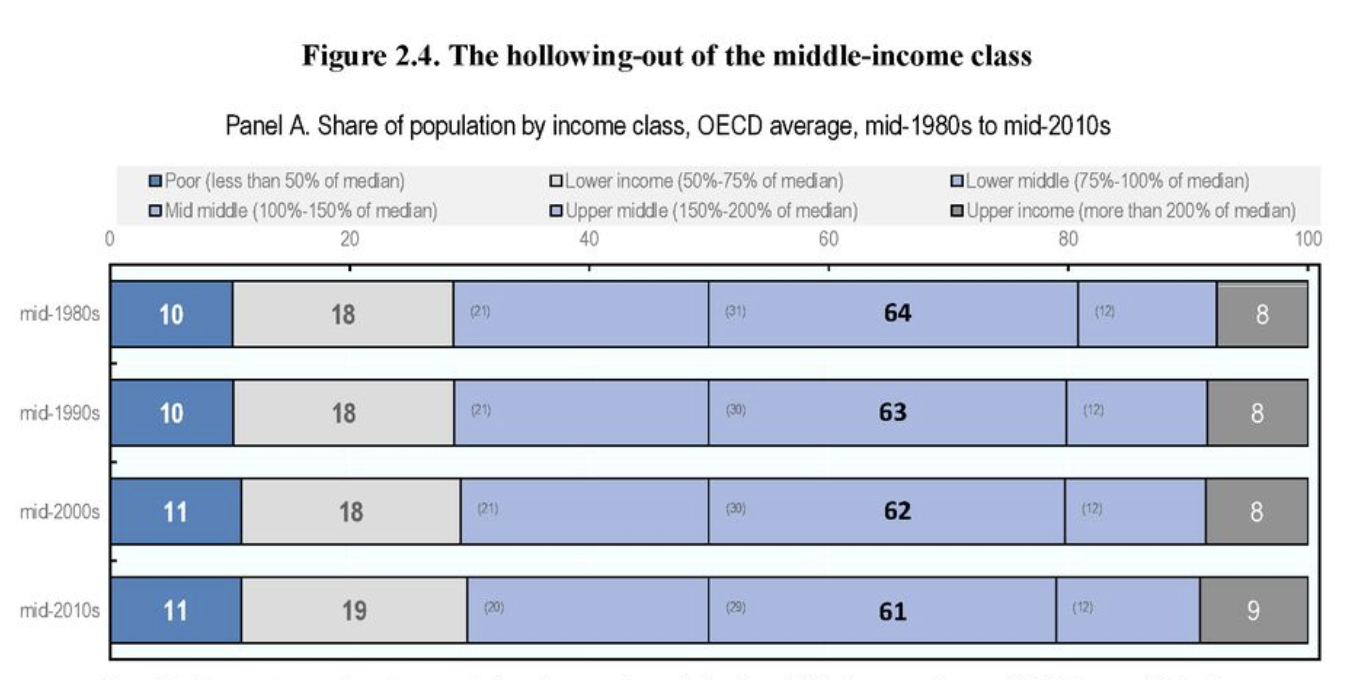 Figure 2.4. The hollowing-out of the middle-income class
Panel A. Share of population by income class, OECD average, mid-1980s to mid-2010s
Poor (less than 50% of median) Lower income (50%-75% of median) Lower middle (75%-100% of median)
Mid middle (100%-150% of median) Upper middle (150%-200% of median) Upper income (more than 200% of median)
0 20 40 60 80 100
mid-1980s 10 18 (21) (31) 64 (12) 8
mid-1990s 10 18 (21) (30) 63 (12) 8
mid-2000s 11 18 (21) (30) 62 (12) 8
mid-2010s 11 19 (20) (29) 61 (12) 9